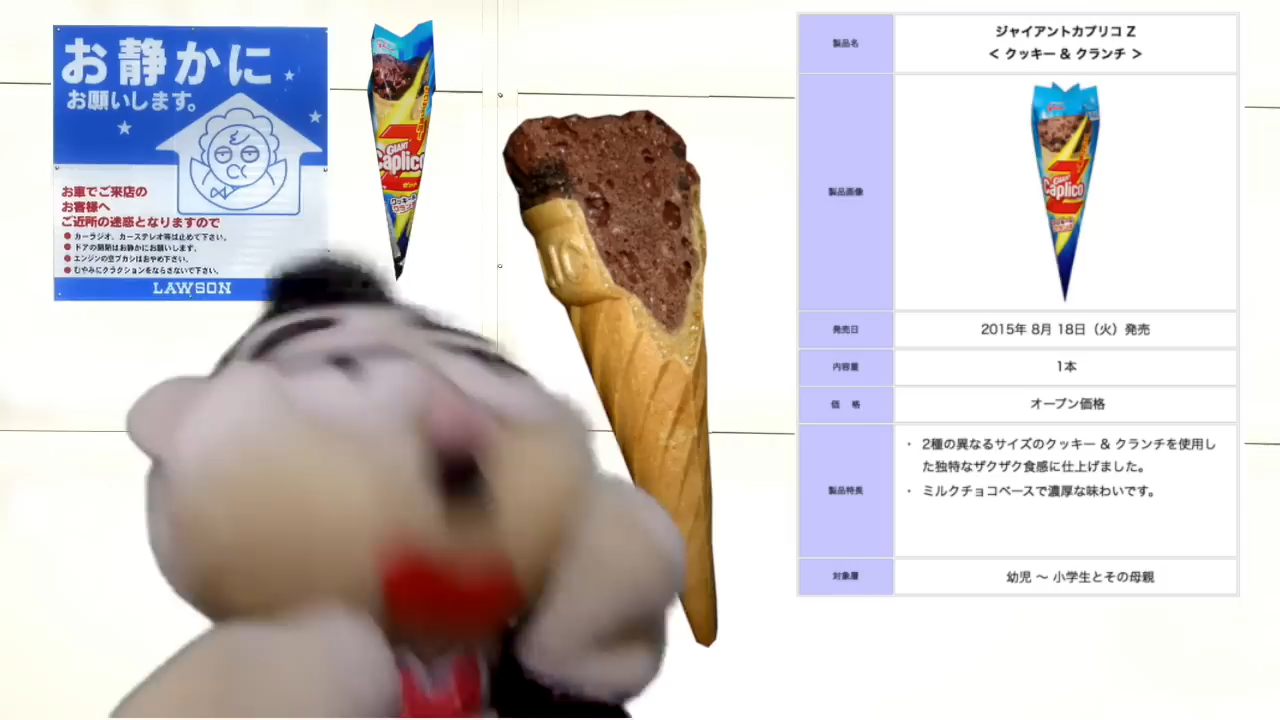 お静かに
お願いします。
お車でご来店の
お客様へ
ご近所の迷惑となりますので
カーラジオ、カーステレオ等は止めて下さい。
ドアの開閉はお静かにお願いします。
エンジンの空ブカシはおやめ下さい。
むやみにクラクションをならさないで下さい。
LAWSON
GIANT
Caplico
製品名
ジャイアントカプリコ Z
< クッキー & クランチ >
製品画像
GIANT
Caplico
発売日
2015年 8月 18日（火）発売
内容量
1本
価 格
オープン価格
製品特長
・ 2種の異なるサイズのクッキー & クランチを使用し
た独特なザクザク食感に仕上げました。
・ ミルクチョコベースで濃厚な味わいです。
対象層
幼児 ～ 小学生とその母親